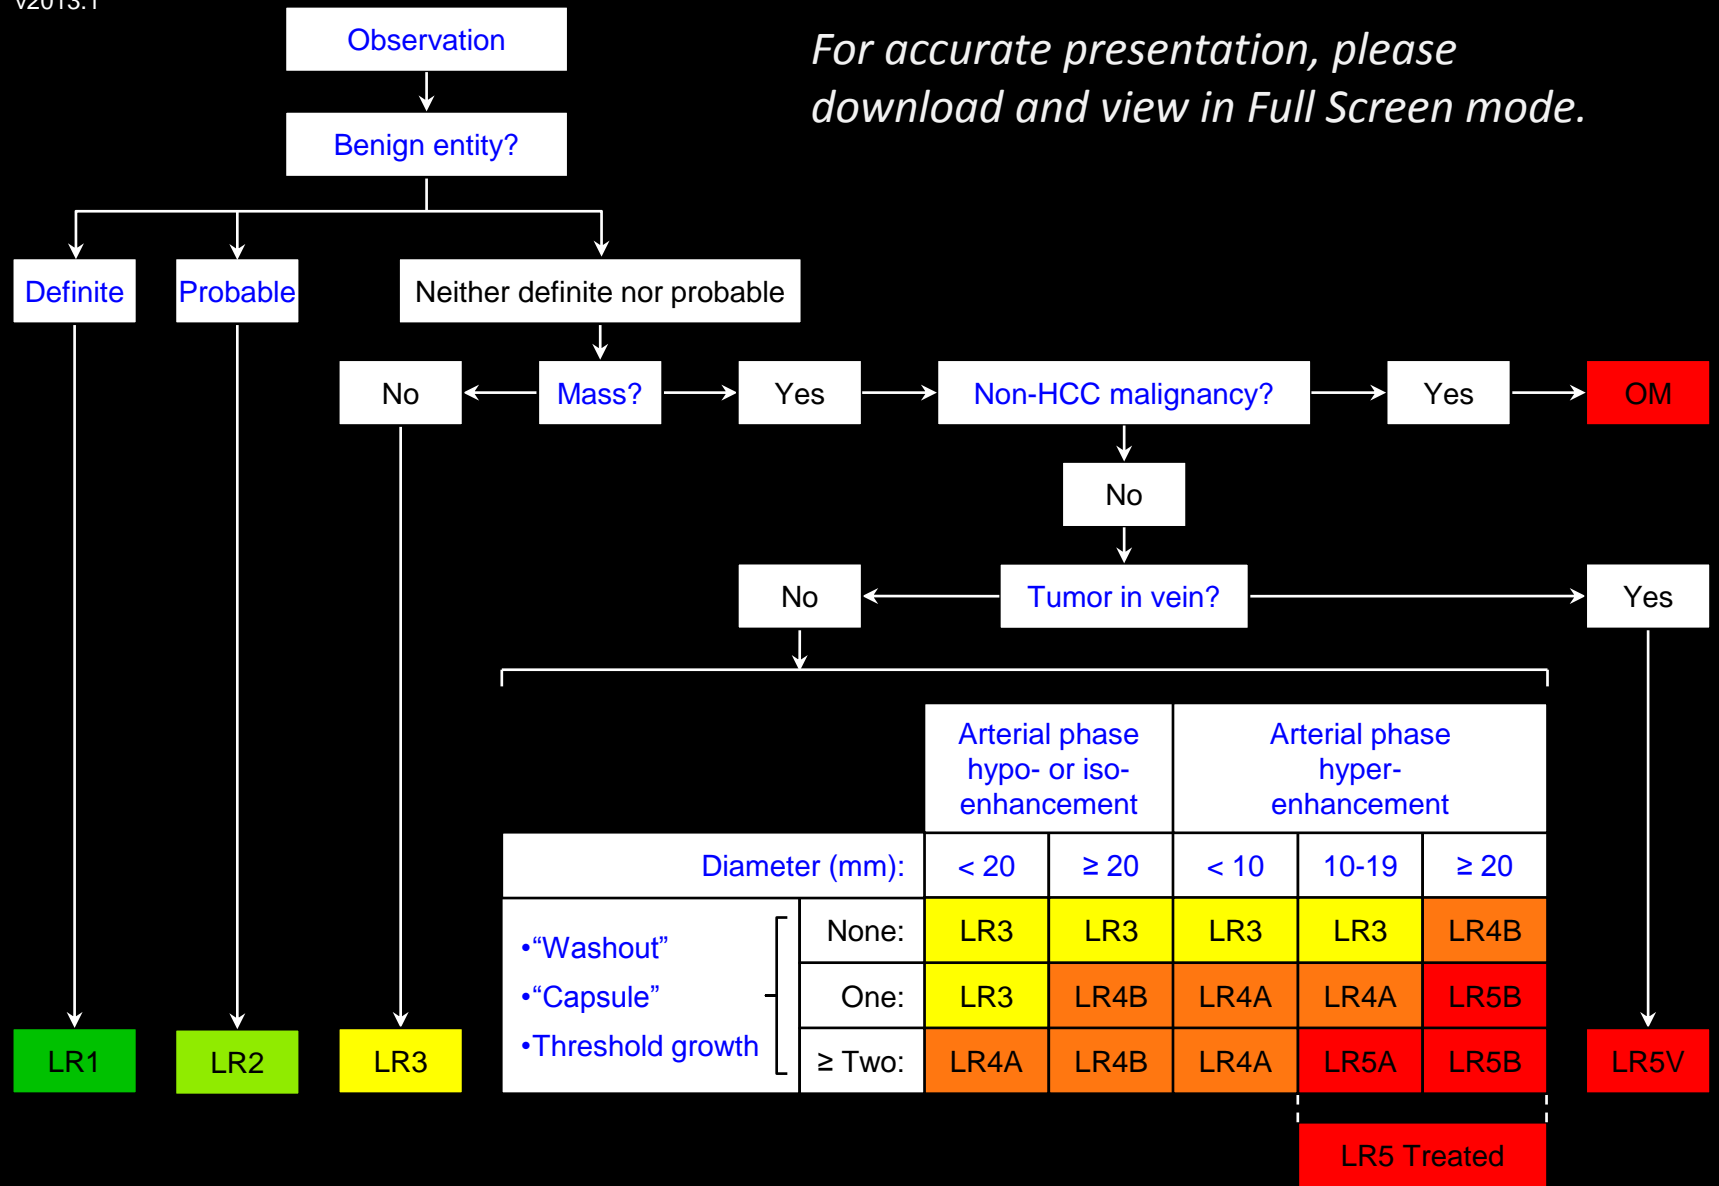 v2013.1
Observation
For accurate presentation, please
download and view in Full Screen mode.
Benign entity?
Definite
Probable
Neither definite nor probable
No
Mass?
Yes
Non-HCC malignancy?
Yes
OM
No
No
Tumor in vein?
Yes
Arterial phase
hypo- or iso-
enhancement
Arterial phase
hyper-
enhancement
Diameter (mm):
< 20
≥ 20
< 10
10-19
≥ 20
•“Washout”
•“Capsule”
•Threshold growth
None:
LR3
LR3
LR3
LR3
LR4B
One:
LR3
LR4B
LR4A
LR4A
LR5B
≥ Two:
LR4A
LR4B
LR4A
LR5A
LR5B
LR1
LR2
LR3
LR5V
LR5 Treated